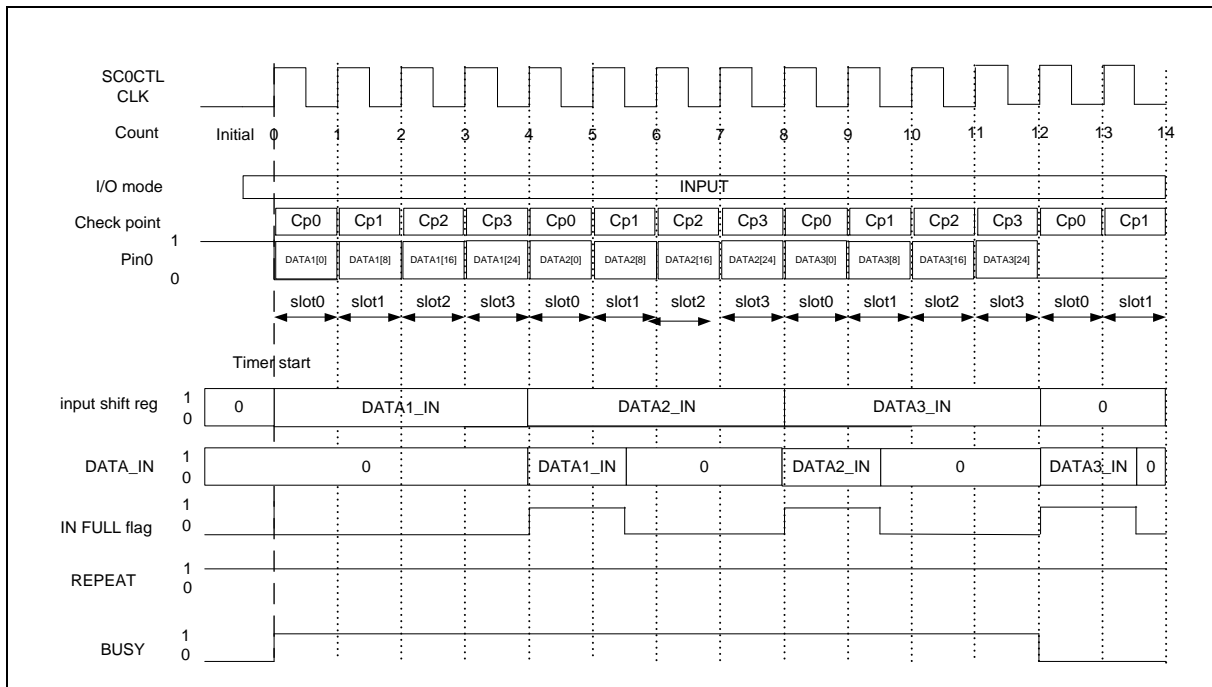 SC0CTL
CLK
Count Initial 0 1 2 3 4 5 6 7 8 9 10 11 12 13 14
I/O mode INPUT
Check point Cp0 Cp1 Cp2 Cp3 Cp0 Cp1 Cp2 Cp3 Cp0 Cp1 Cp2 Cp3 Cp0 Cp1
1
Pin0 DATA1[0] DATA1[8] DATA1[16] DATA1[24] DATA2[0] DATA2[8] DATA2[16] DATA2[24] DATA3[0] DATA3[8] DATA3[16] DATA3[24]
0
slot0 slot1 slot2 slot3 slot0 slot1 slot2 slot3 slot0 slot1 slot2 slot3 slot0 slot1
Timer start
1
input shift reg 0 DATA1_IN DATA2_IN DATA3_IN 0
0
1
DATA_IN 0 DATA1_IN 0 DATA2_IN 0 DATA3_IN 0
0
1
IN FULL flag 0
1
REPEAT 0
1
BUSY 0